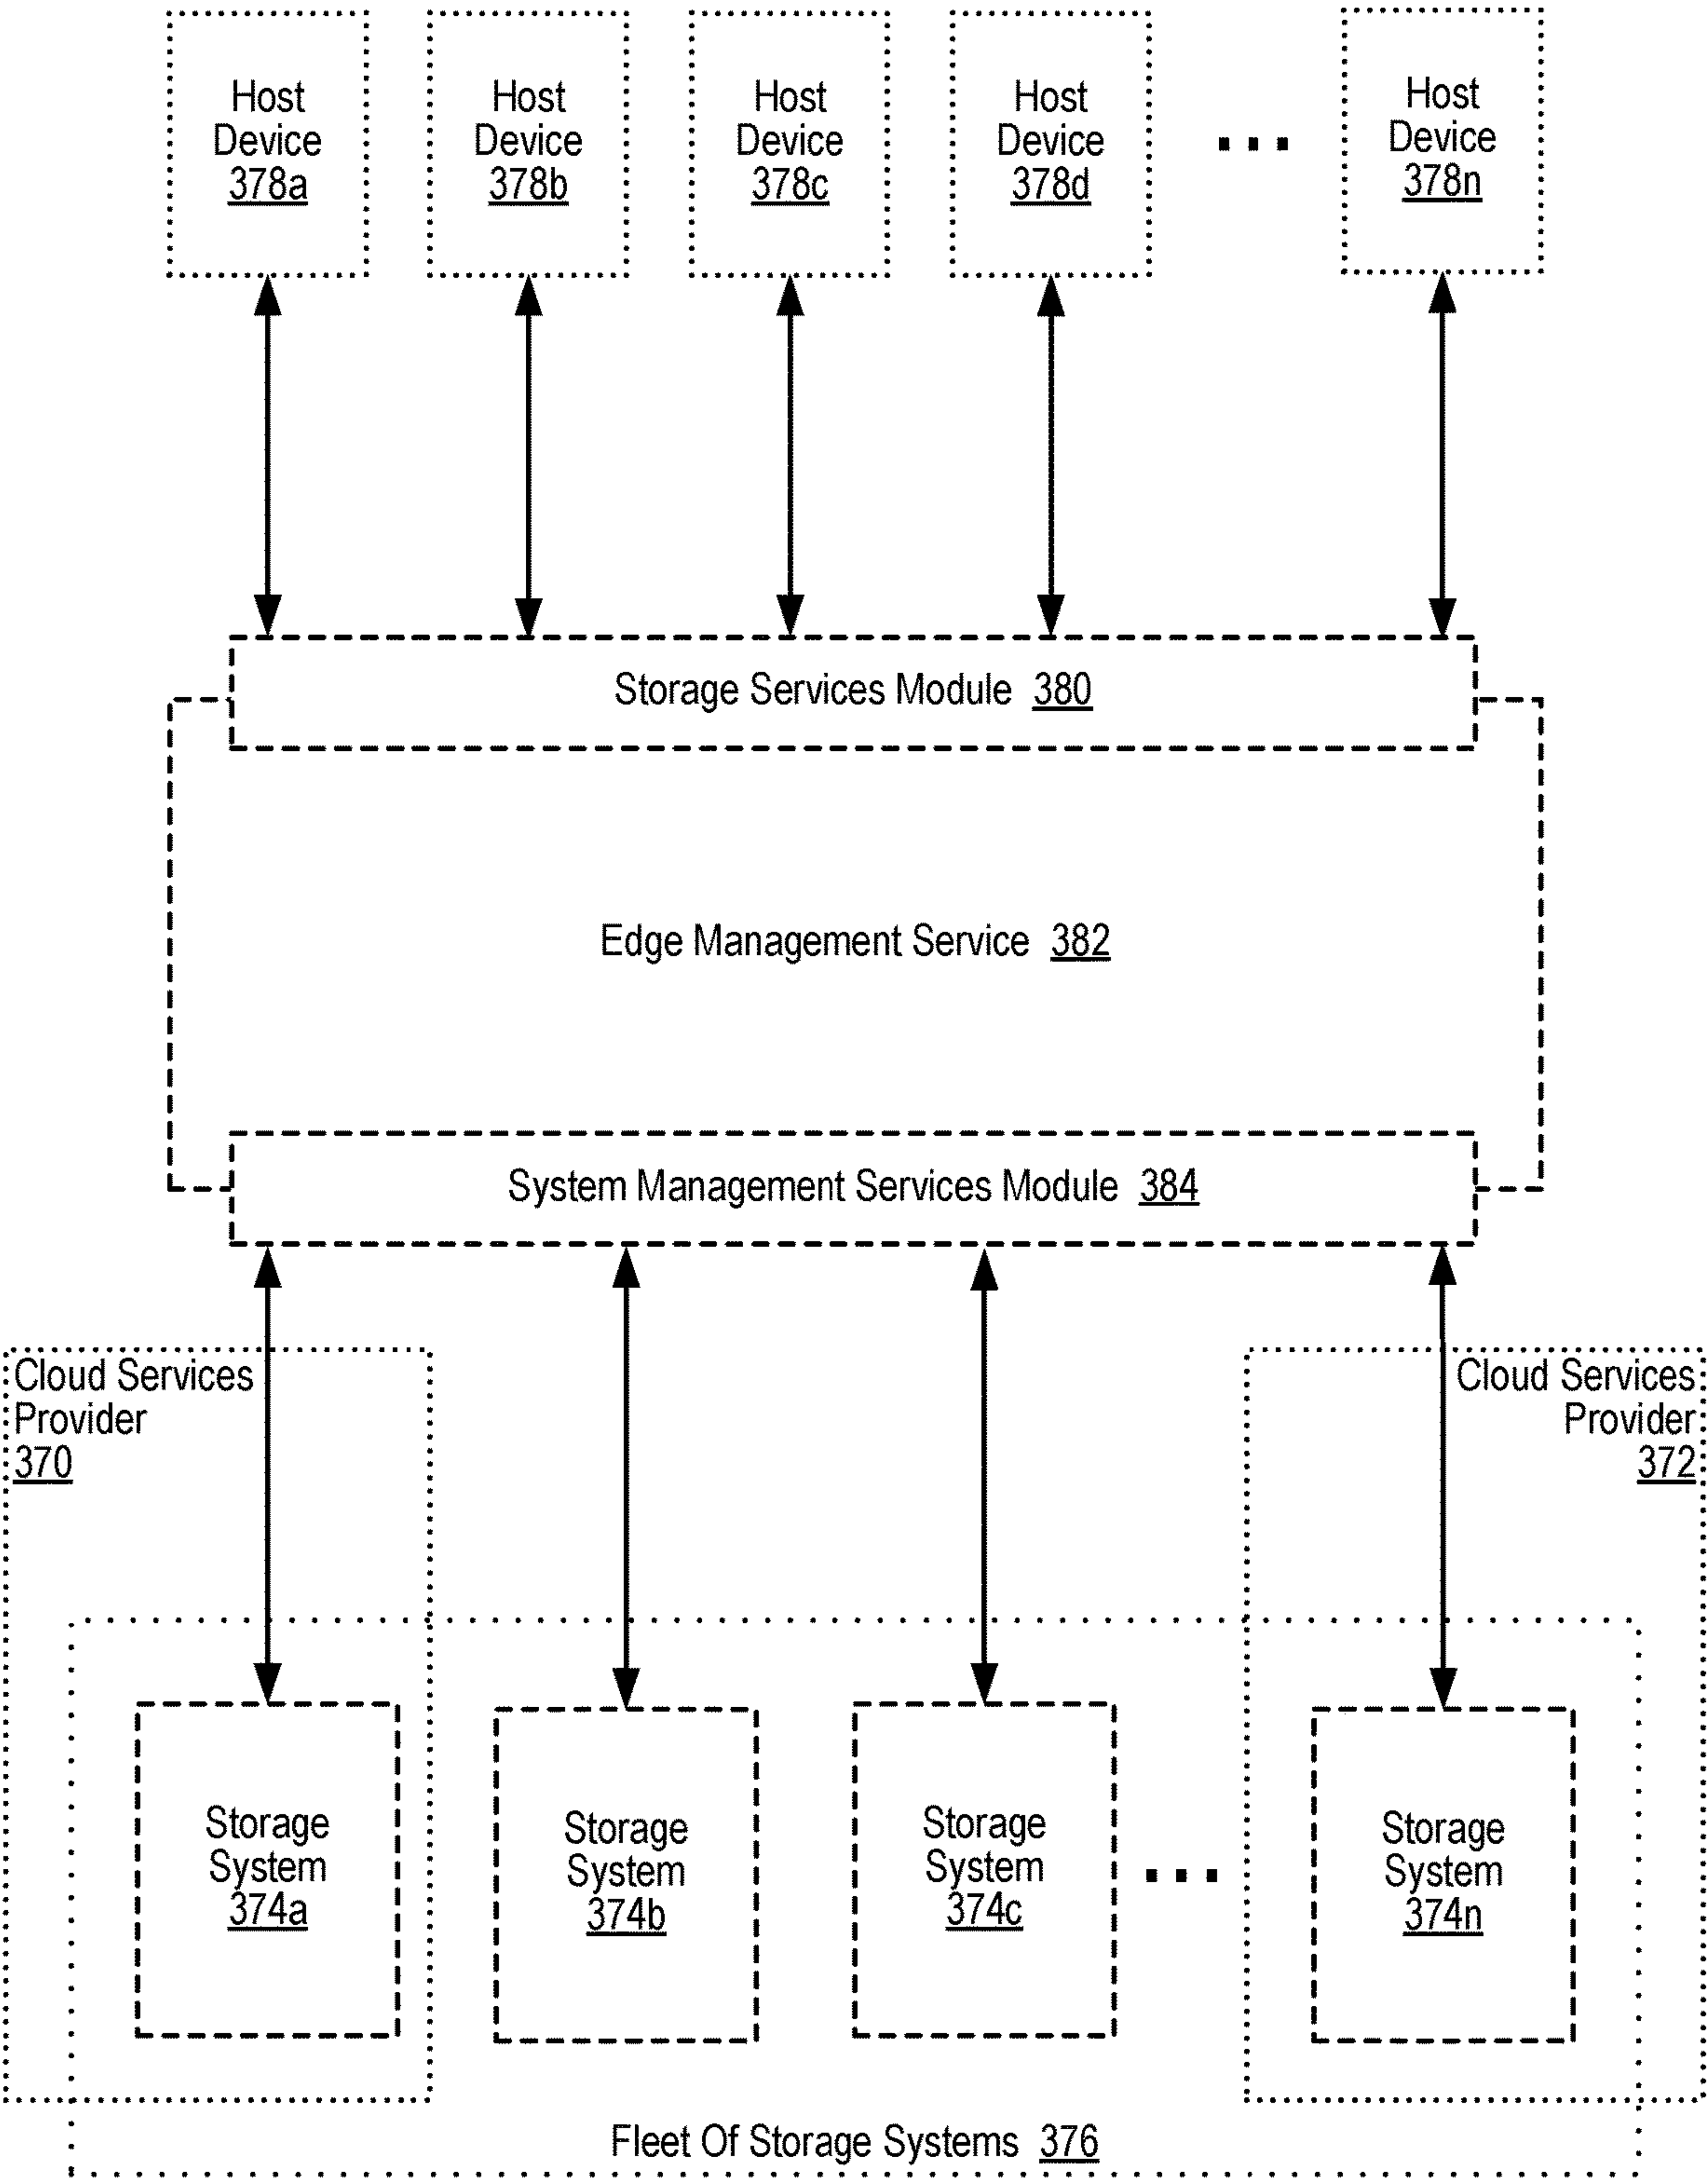 Host
Device
378a
Host
Device
378b
Host
Device
378c
Host
Device
378d
...
Host
Device
378n
Storage Services Module 380
Edge Management Service 382
System Management Services Module 384
Cloud Services
Provider
370
Cloud Services
Provider
372
Storage
System
374a
Storage
System
374b
Storage
System
374c
...
Storage
System
374n
Fleet Of Storage Systems 376